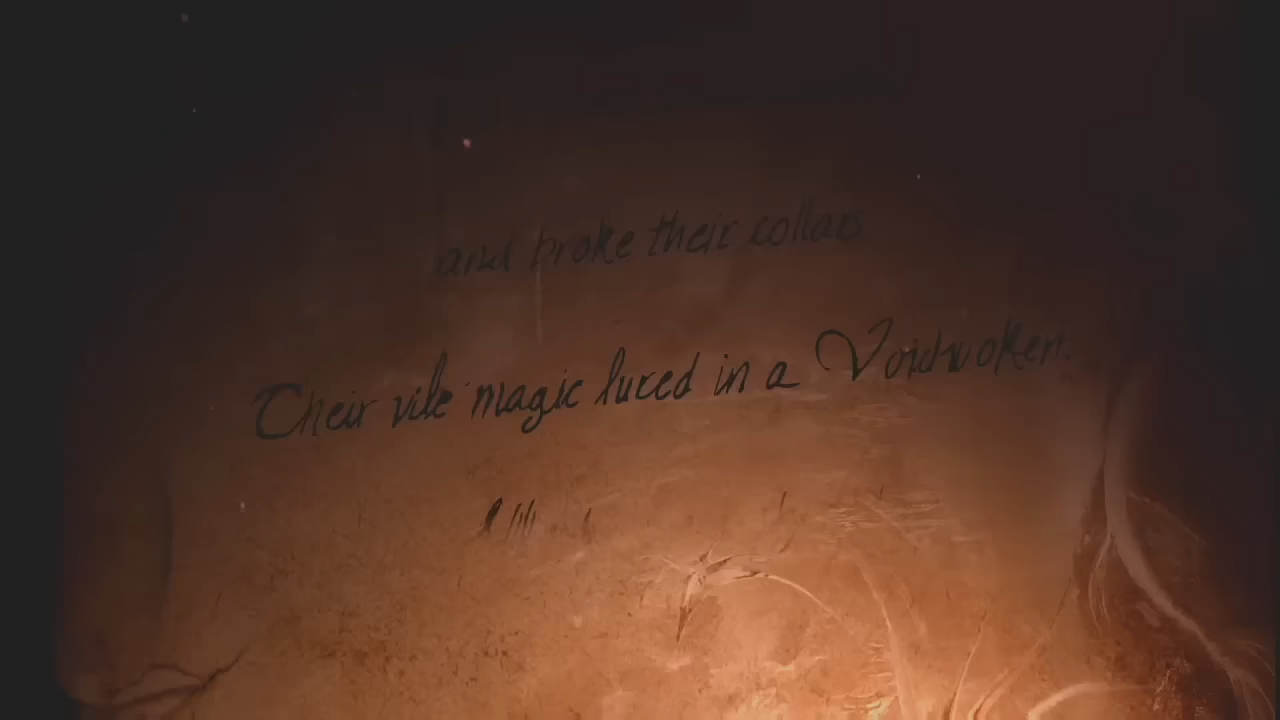 and broke their collars
Their vile magic lured in a Voidwoken.